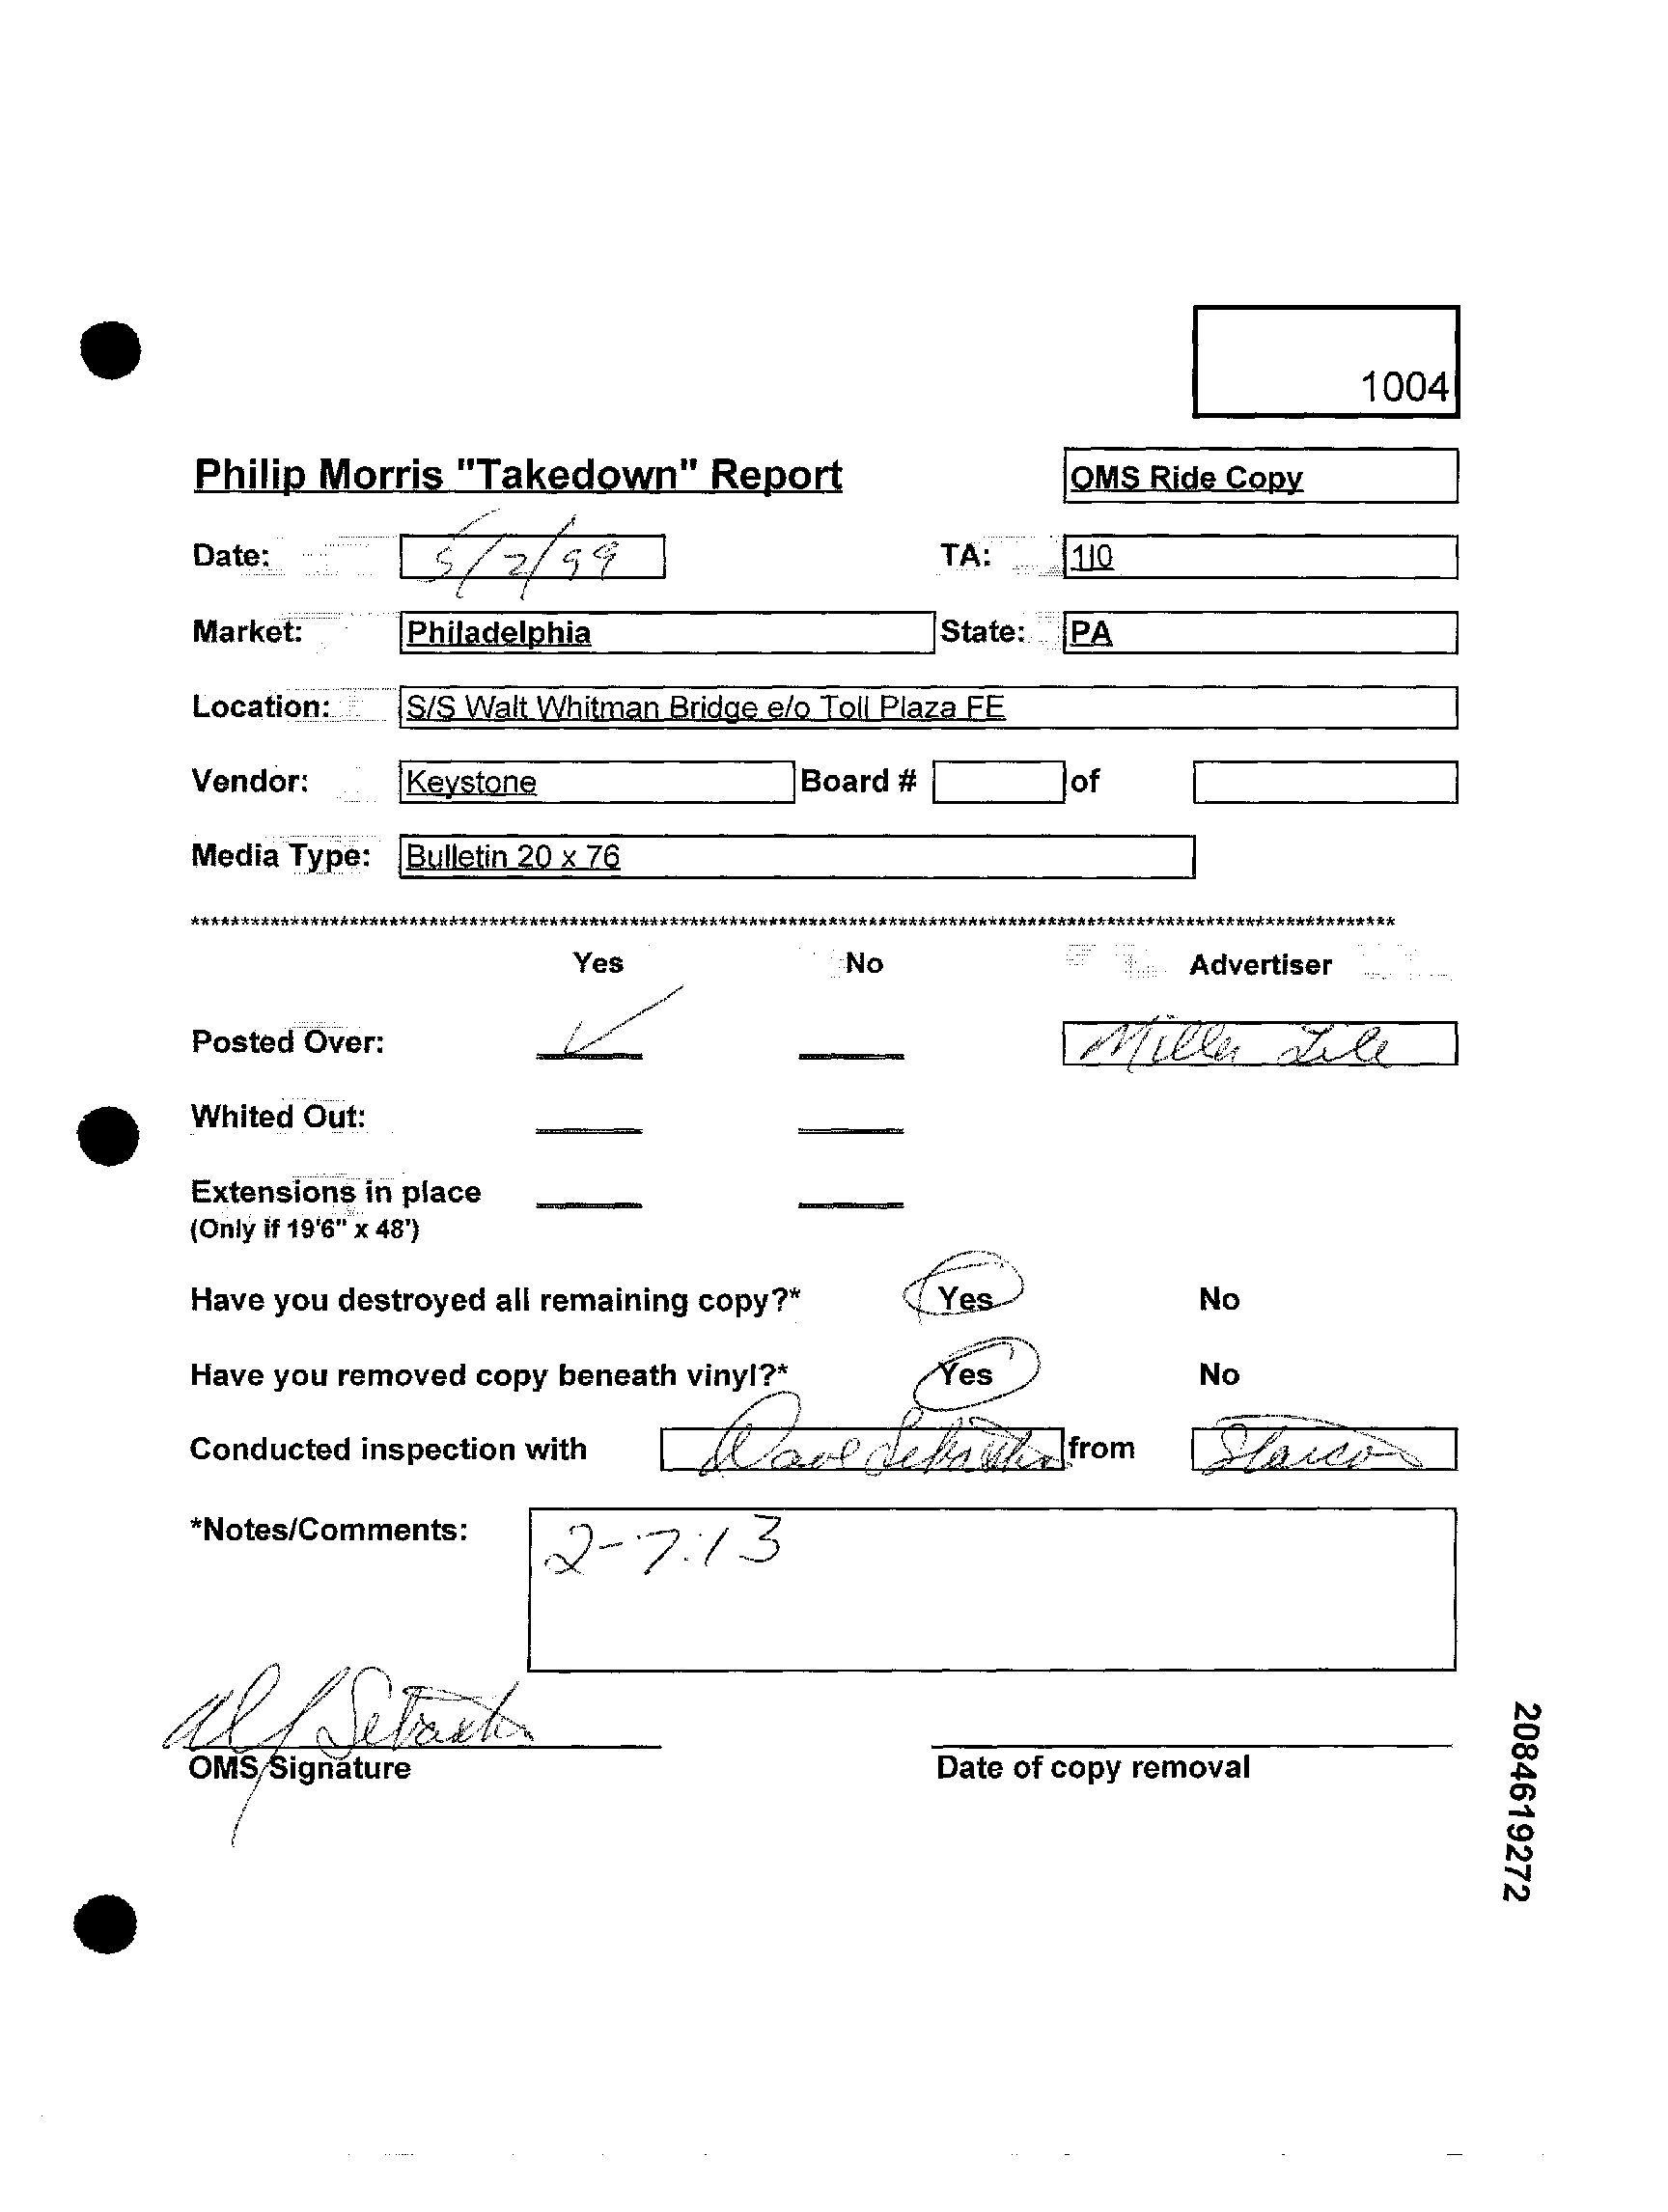 1004
Philip Morris "Takedown" Report OMS Ride Copy
Date: 5/2/99 TA: 110
Market: Philadelphia State: PA
Location: S/S Walt Whitman Bridge e/o Toll Plaza FE
Vendor: Keystone Board # of
Media Type: Bulletin 20 x 76
************************************************************
Yes No Advertiser
Posted Over: Miller
Whited Out:
Extensions in place
(Only if 19'6" x 48')
Have you destroyed all remaining copy?* Yes No
Have you removed copy beneath vinyl?* Yes No
Conducted inspection with Dave from
*Notes/Comments: 2-7:13
OMS Signature Date of copy removal
2084619272